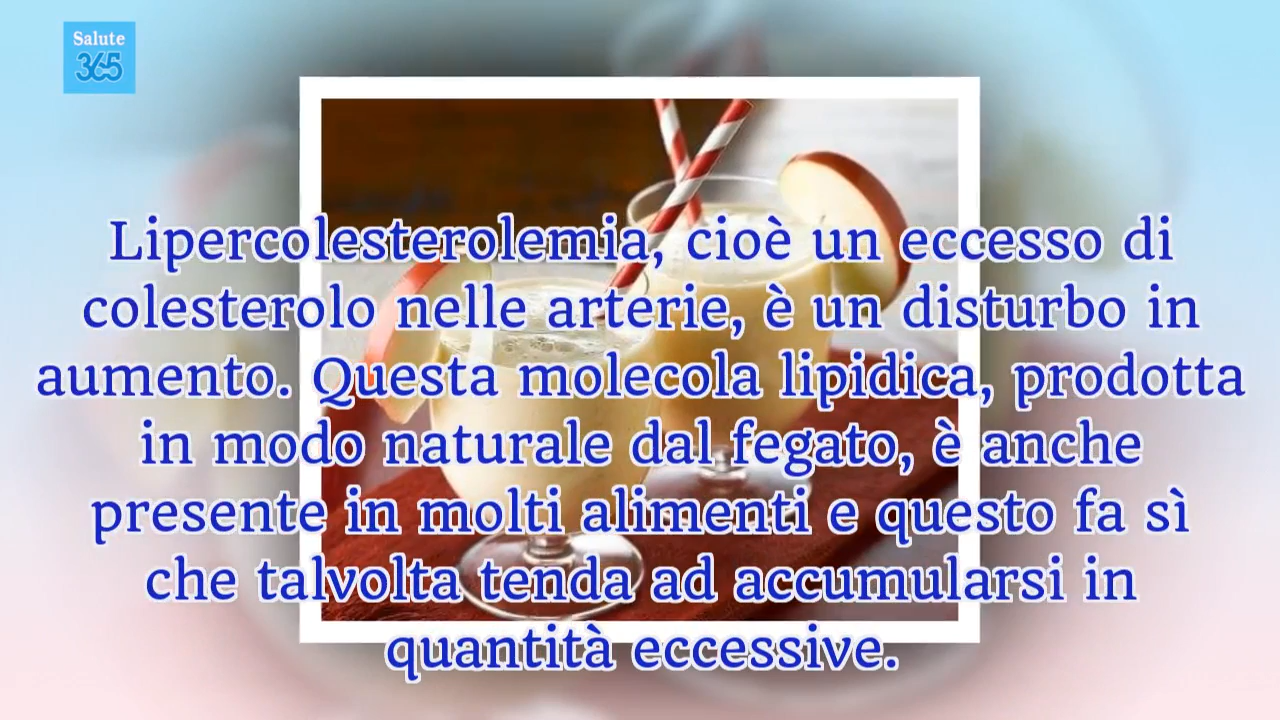 Salute
365
Lipercolesterolemia, cioè un eccesso di
colesterolo nelle arterie, è un disturbo in
aumento. Questa molecola lipidica, prodotta
in modo naturale dal fegato, è anche
presente in molti alimenti e questo fa sì
che talvolta tenda ad accumularsi in
quantità eccessive.